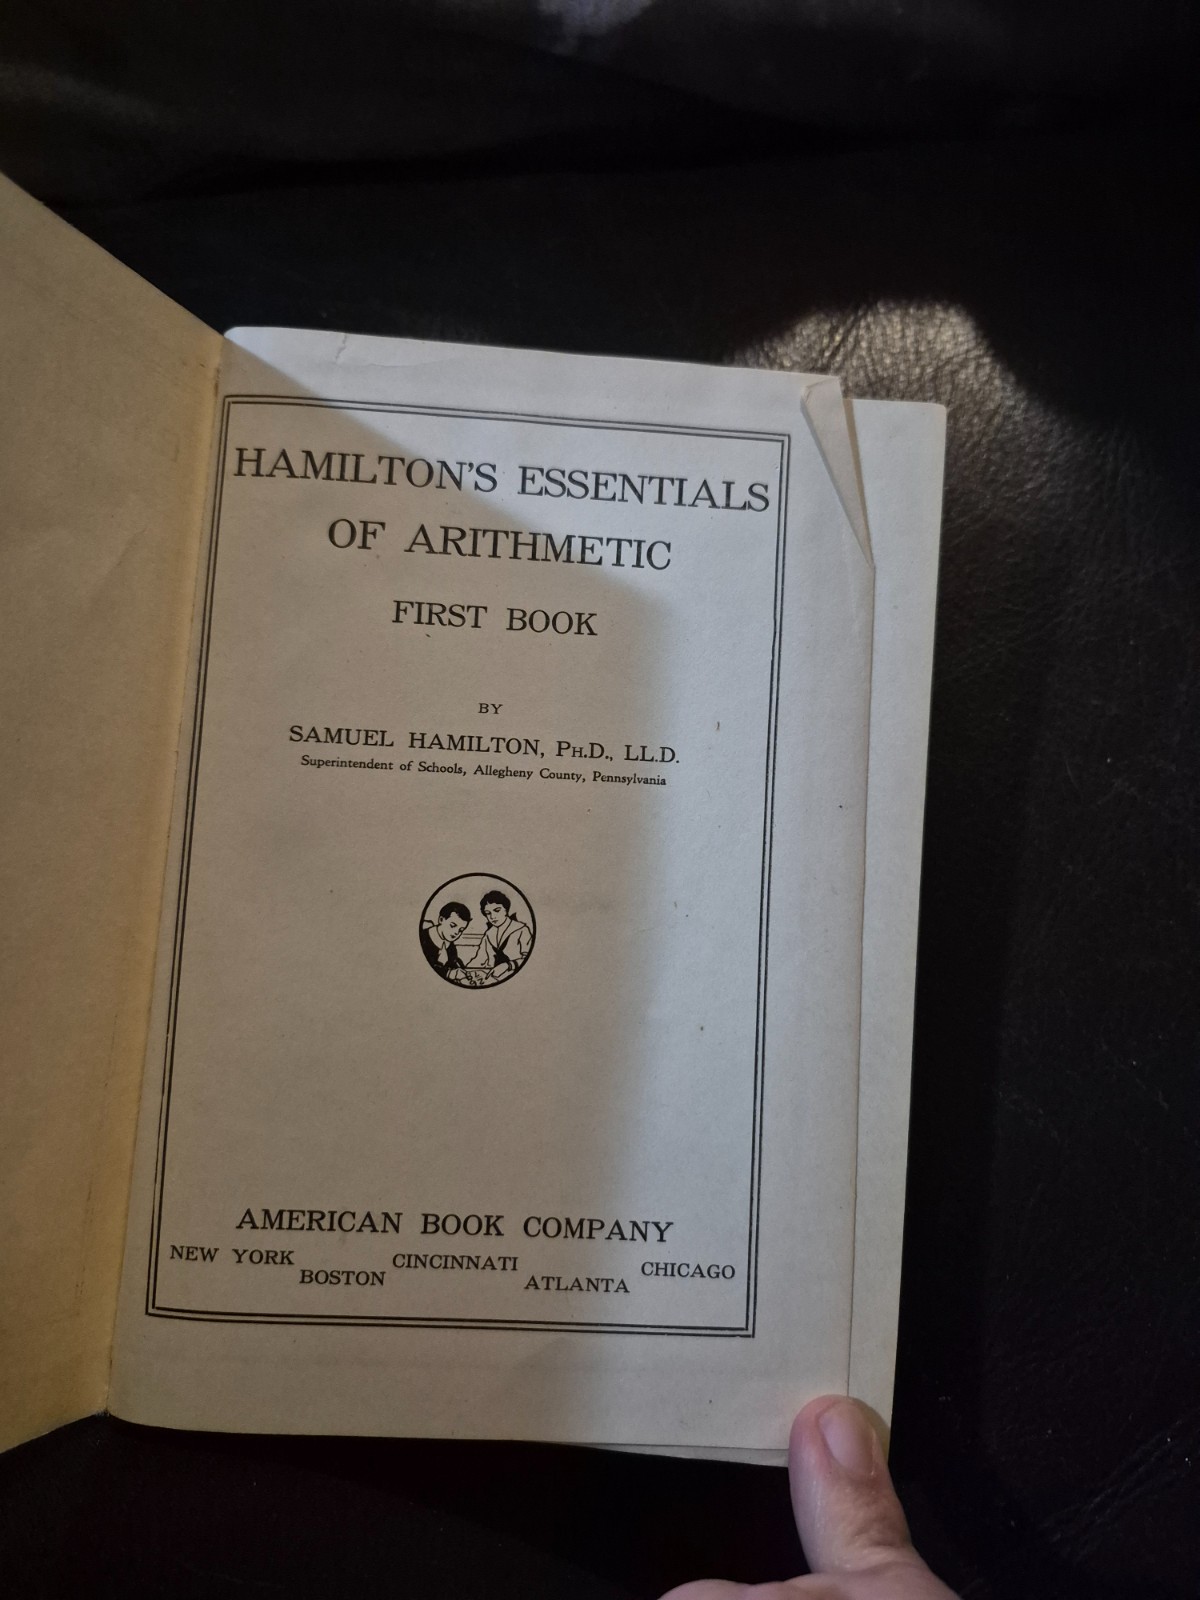 HAMILTON'S ESSENTIALS
OF ARITHMETIC
FIRST BOOK
BY
SAMUEL HAMILTON, PH.D., LL.D.
Superintendent of Schools, Allegheny County, Pennsylvania
AMERICAN BOOK COMPANY
NEW YORK CINCINNATI CHICAGO
BOSTON ATLANTA